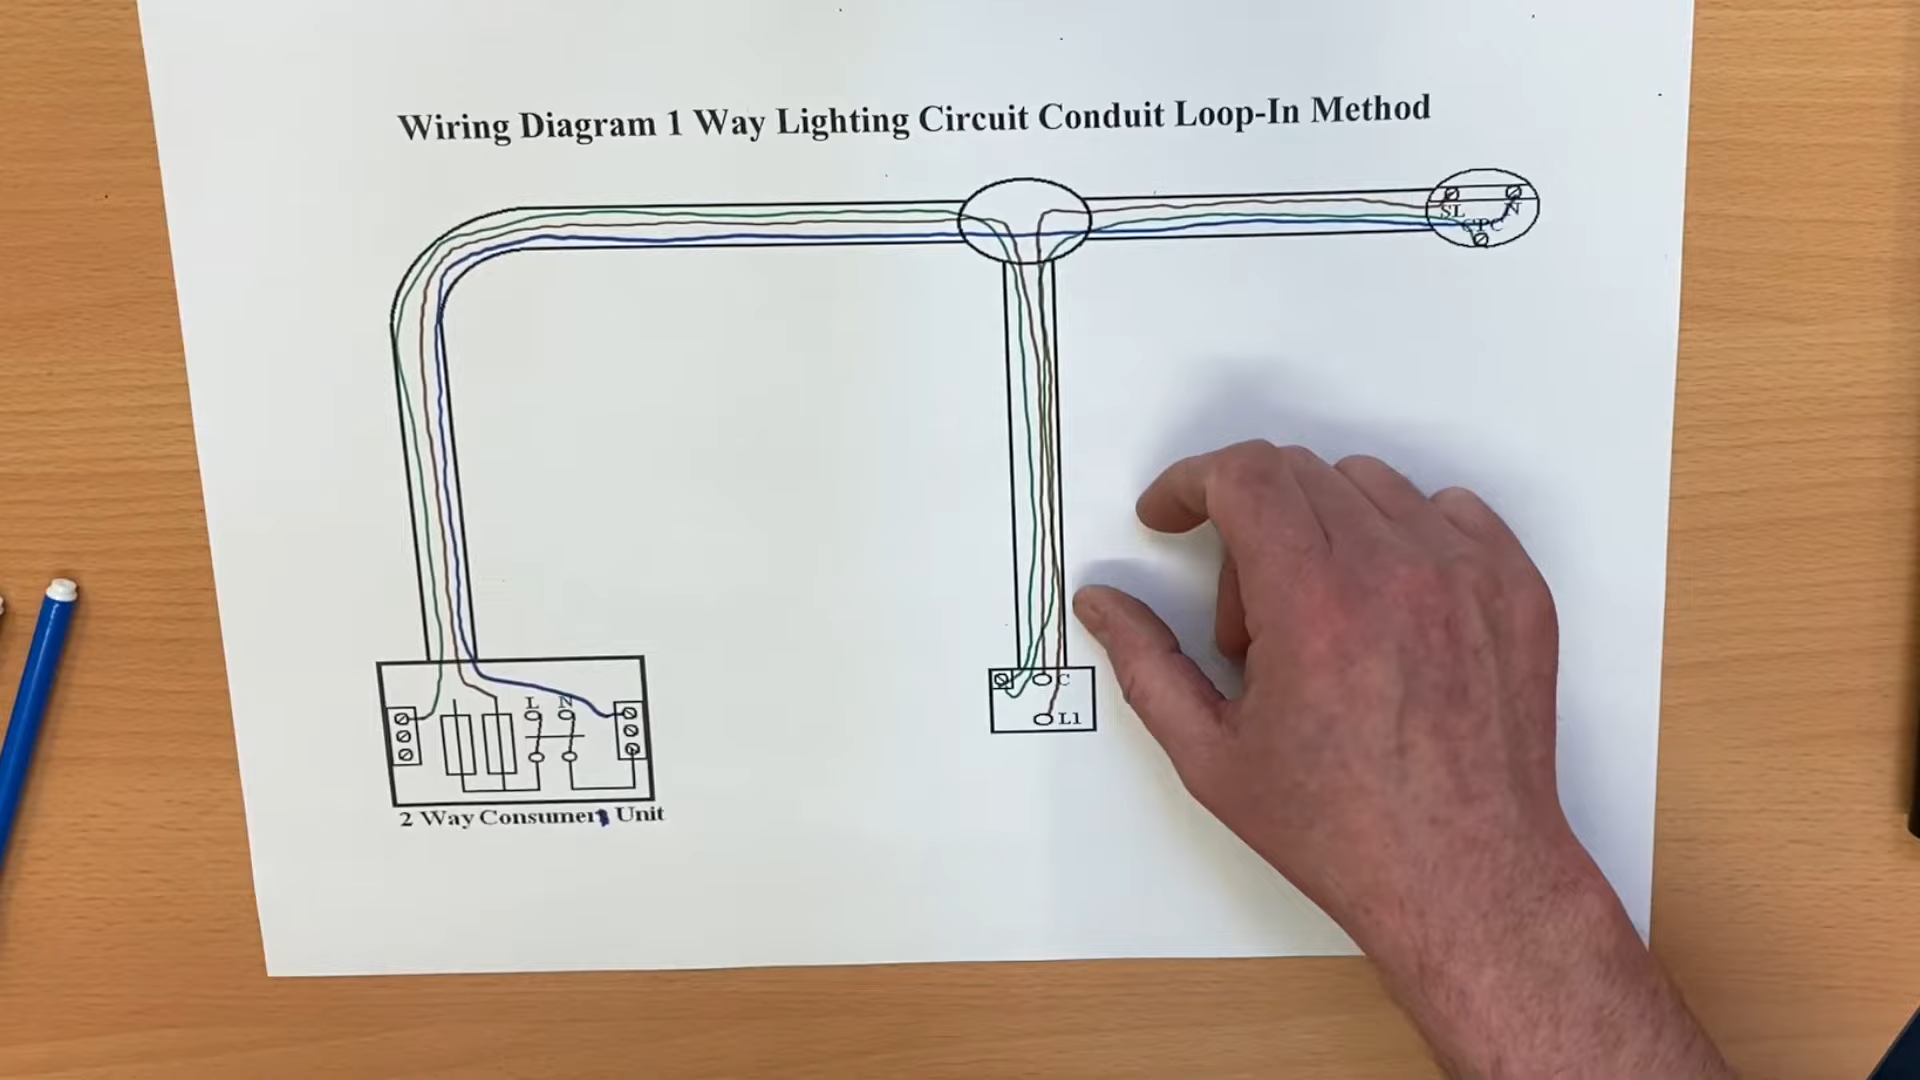 Wiring Diagram 1 Way Lighting Circuit Conduit Loop-In Method
SL
N
CPC
L
N
C
L1
2 Way Consumer Unit